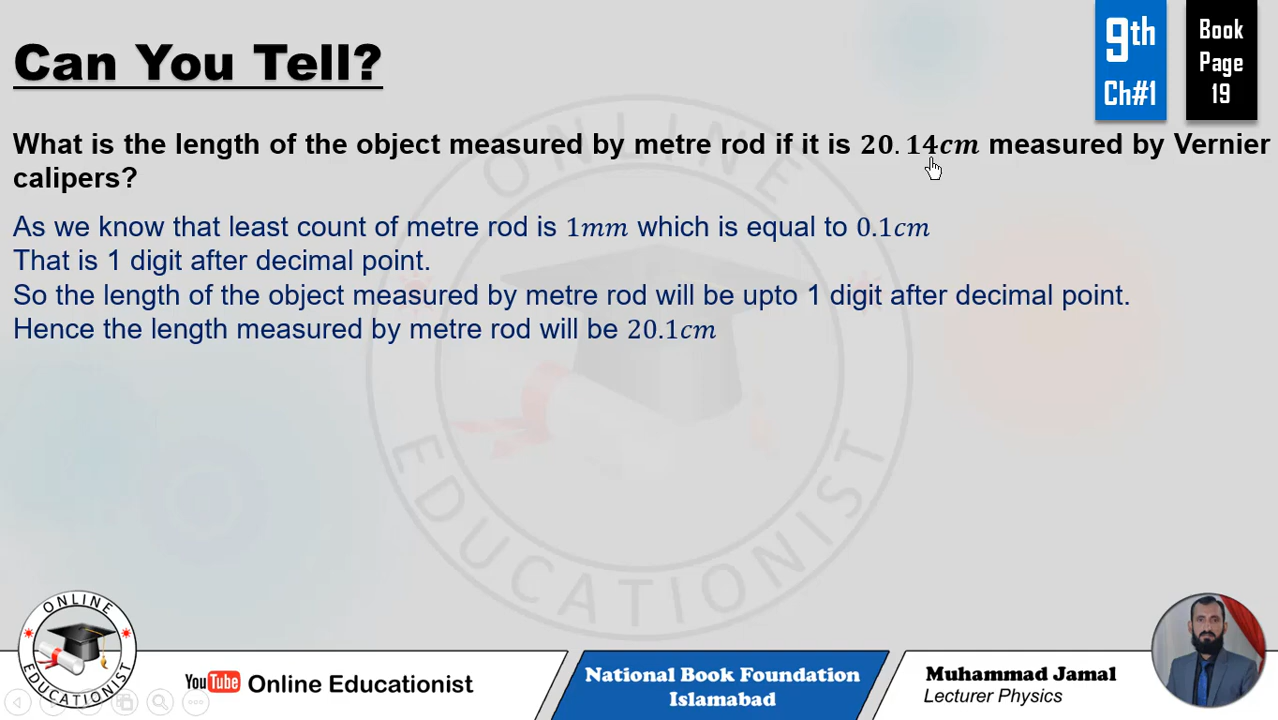 Can You Tell?
9th
Ch#1
Book
Page
19
What is the length of the object measured by metre rod if it is 20.14cm measured by Vernier
calipers?
As we know that least count of metre rod is 1mm which is equal to 0.1cm
That is 1 digit after decimal point.
So the length of the object measured by metre rod will be upto 1 digit after decimal point.
Hence the length measured by metre rod will be 20.1cm
ONLINE
EDUCATIONIST
ONLINE
EDUCATIONIST
YouTube Online Educationist
National Book Foundation
Islamabad
Muhammad Jamal
Lecturer Physics